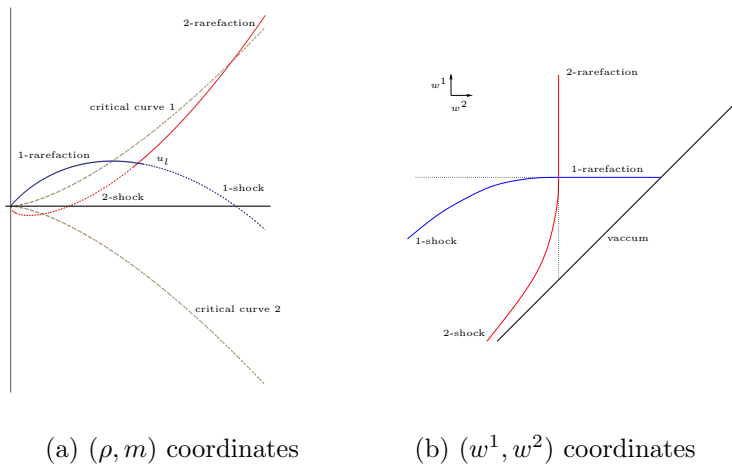 2-rarefaction
critical curve 1
1-rarefaction
u_l
2-shock
1-shock
critical curve 2
(a) (ρ, m) coordinates
w^1
w^2
2-rarefaction
1-rarefaction
1-shock
vaccum
2-shock
(b) (w^1, w^2) coordinates